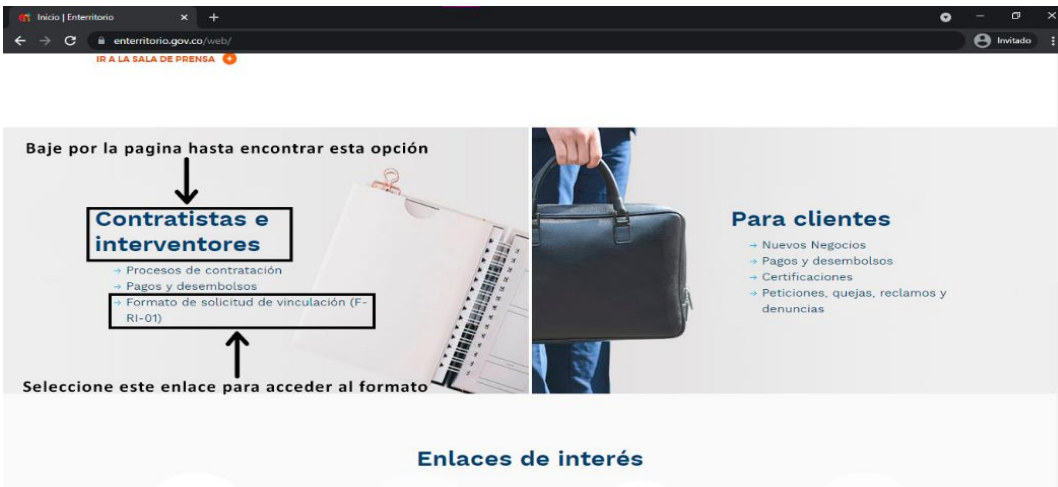 Inicio | Enterritorio
enterritorio.gov.co/web/
Invitado
IR A LA SALA DE PRENSA
Baje por la pagina hasta encontrar esta opción
Contratistas e
interventores
Procesos de contratación
Pagos y desembolsos
Formato de solicitud de vinculación (F-
RI-01)
Seleccione este enlace para acceder al formato
Para clientes
Nuevos Negocios
Pagos y desembolsos
Certificaciones
Peticiones, quejas, reclamos y
denuncias
Enlaces de interés